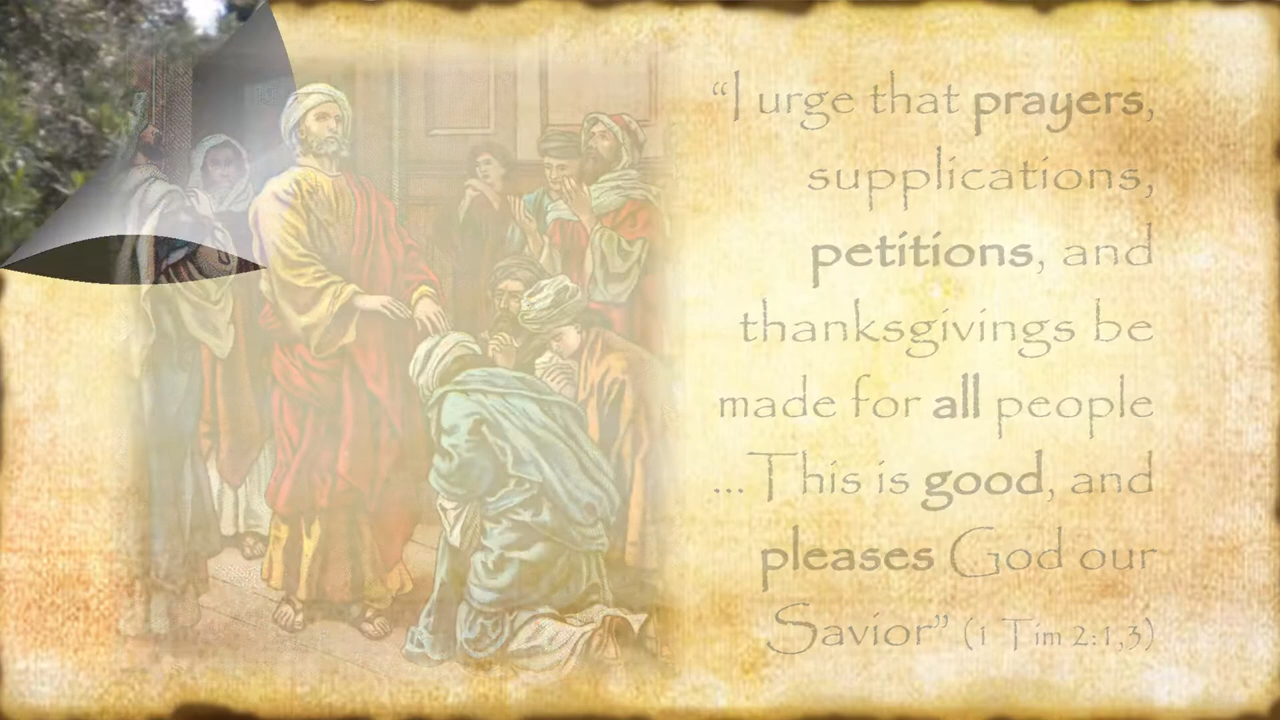 “I urge that prayers,
supplications,
petitions, and
thanksgivings be
made for all people
...This is good, and
pleases God our
Savior” (1 Tim 2:1,3)